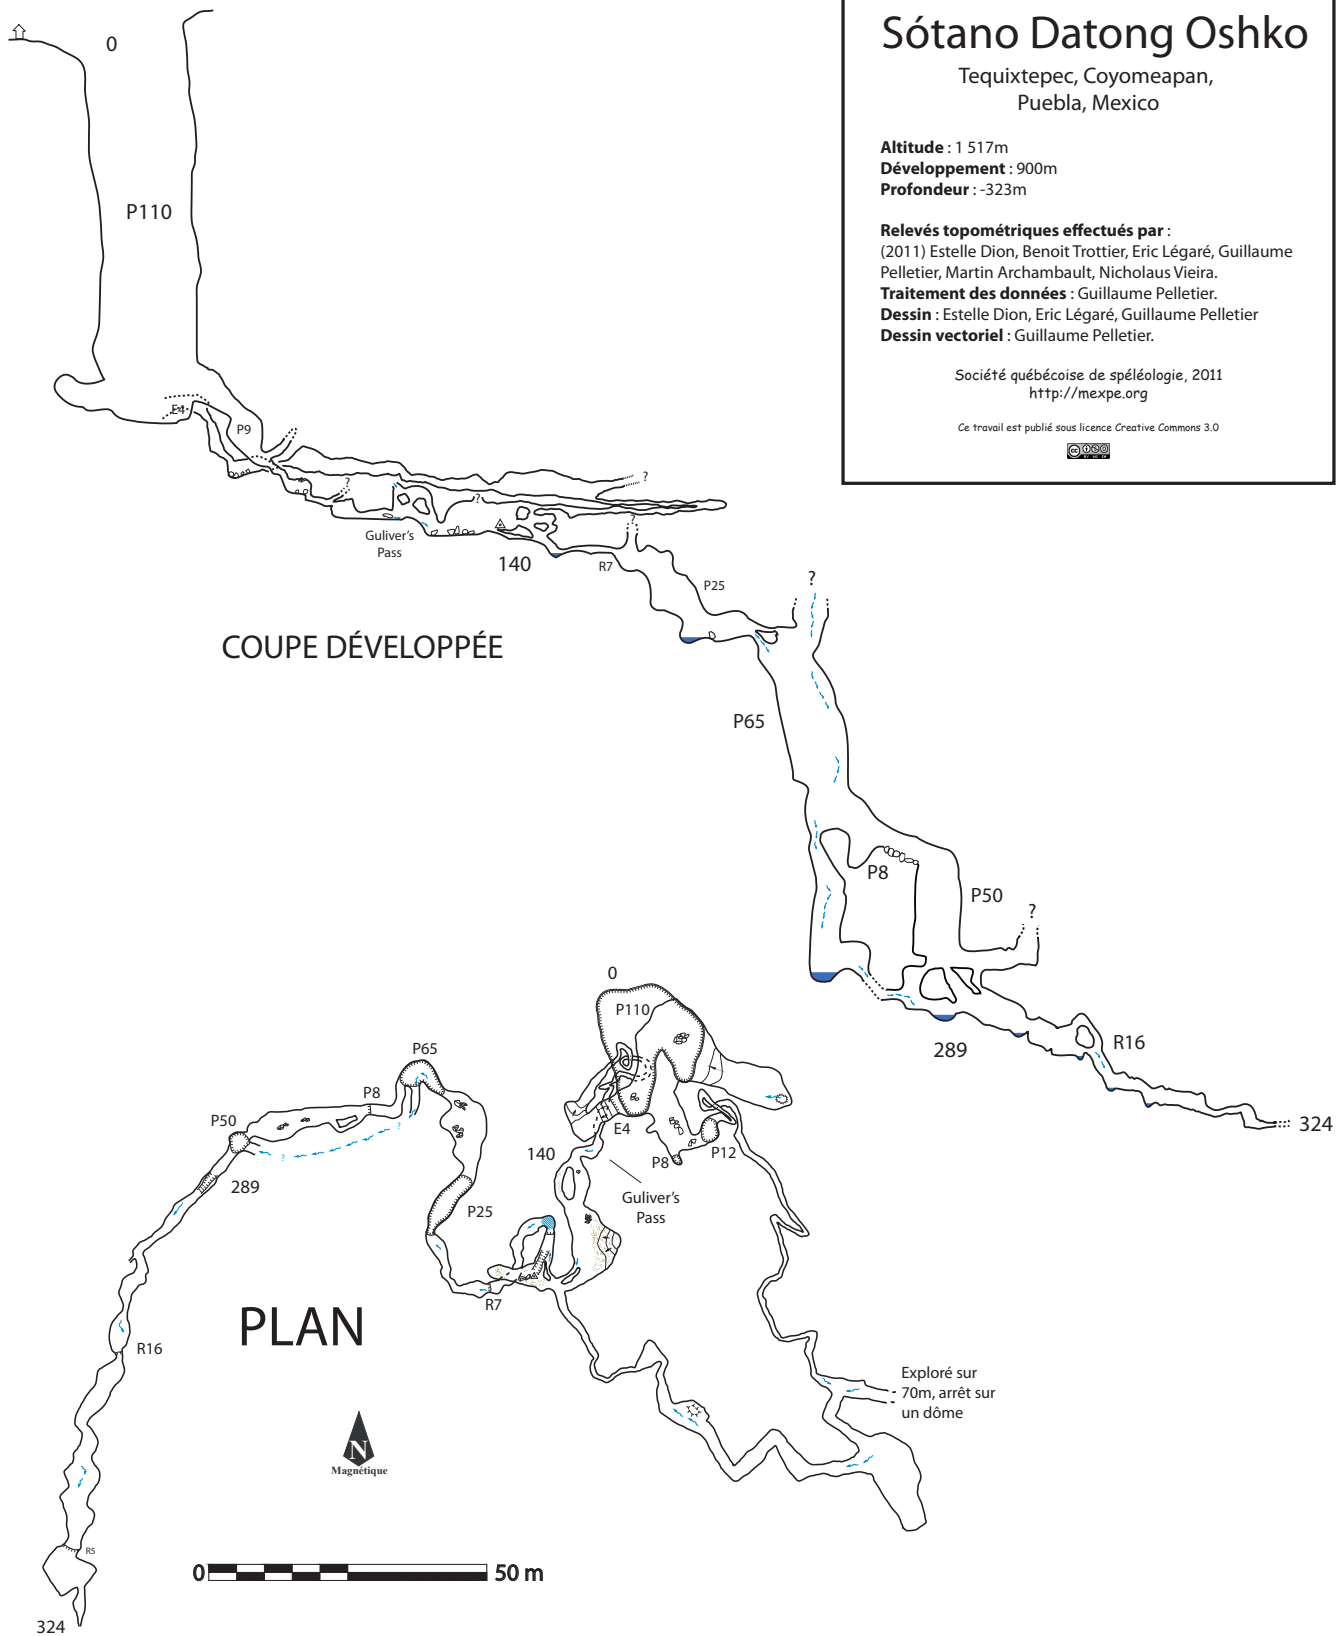 Sótano Datong Oshko
Tequixtepec, Coyomeapan,
Puebla, Mexico
Altitude : 1 517m
Développement : 900m
Profondeur : -323m
Relevés topométriques effectués par :
(2011) Estelle Dion, Benoit Trottier, Eric Légaré, Guillaume
Pelletier, Martin Archambault, Nicholaus Vieira.
Traitement des données : Guillaume Pelletier.
Dessin : Estelle Dion, Eric Légaré, Guillaume Pelletier
Dessin vectoriel : Guillaume Pelletier.
Société québécoise de spéléologie, 2011
http://mexpe.org
Ce travail est publié sous licence Creative Commons 3.0
cc
BY NC SA
0
P110
E4
P9
?
?
?
?
Guliver's
Pass
140
R7
P25
?
COUPE DÉVELOPPÉE
P65
P8
P50
?
289
R16
324
0
P110
P65
P8
P50
E4
140
P8
P12
?
?
289
P25
Guliver's
Pass
R7
PLAN
R16
Exploré sur
70m, arrêt sur
un dôme
N
Magnétique
R5
0
50 m
324